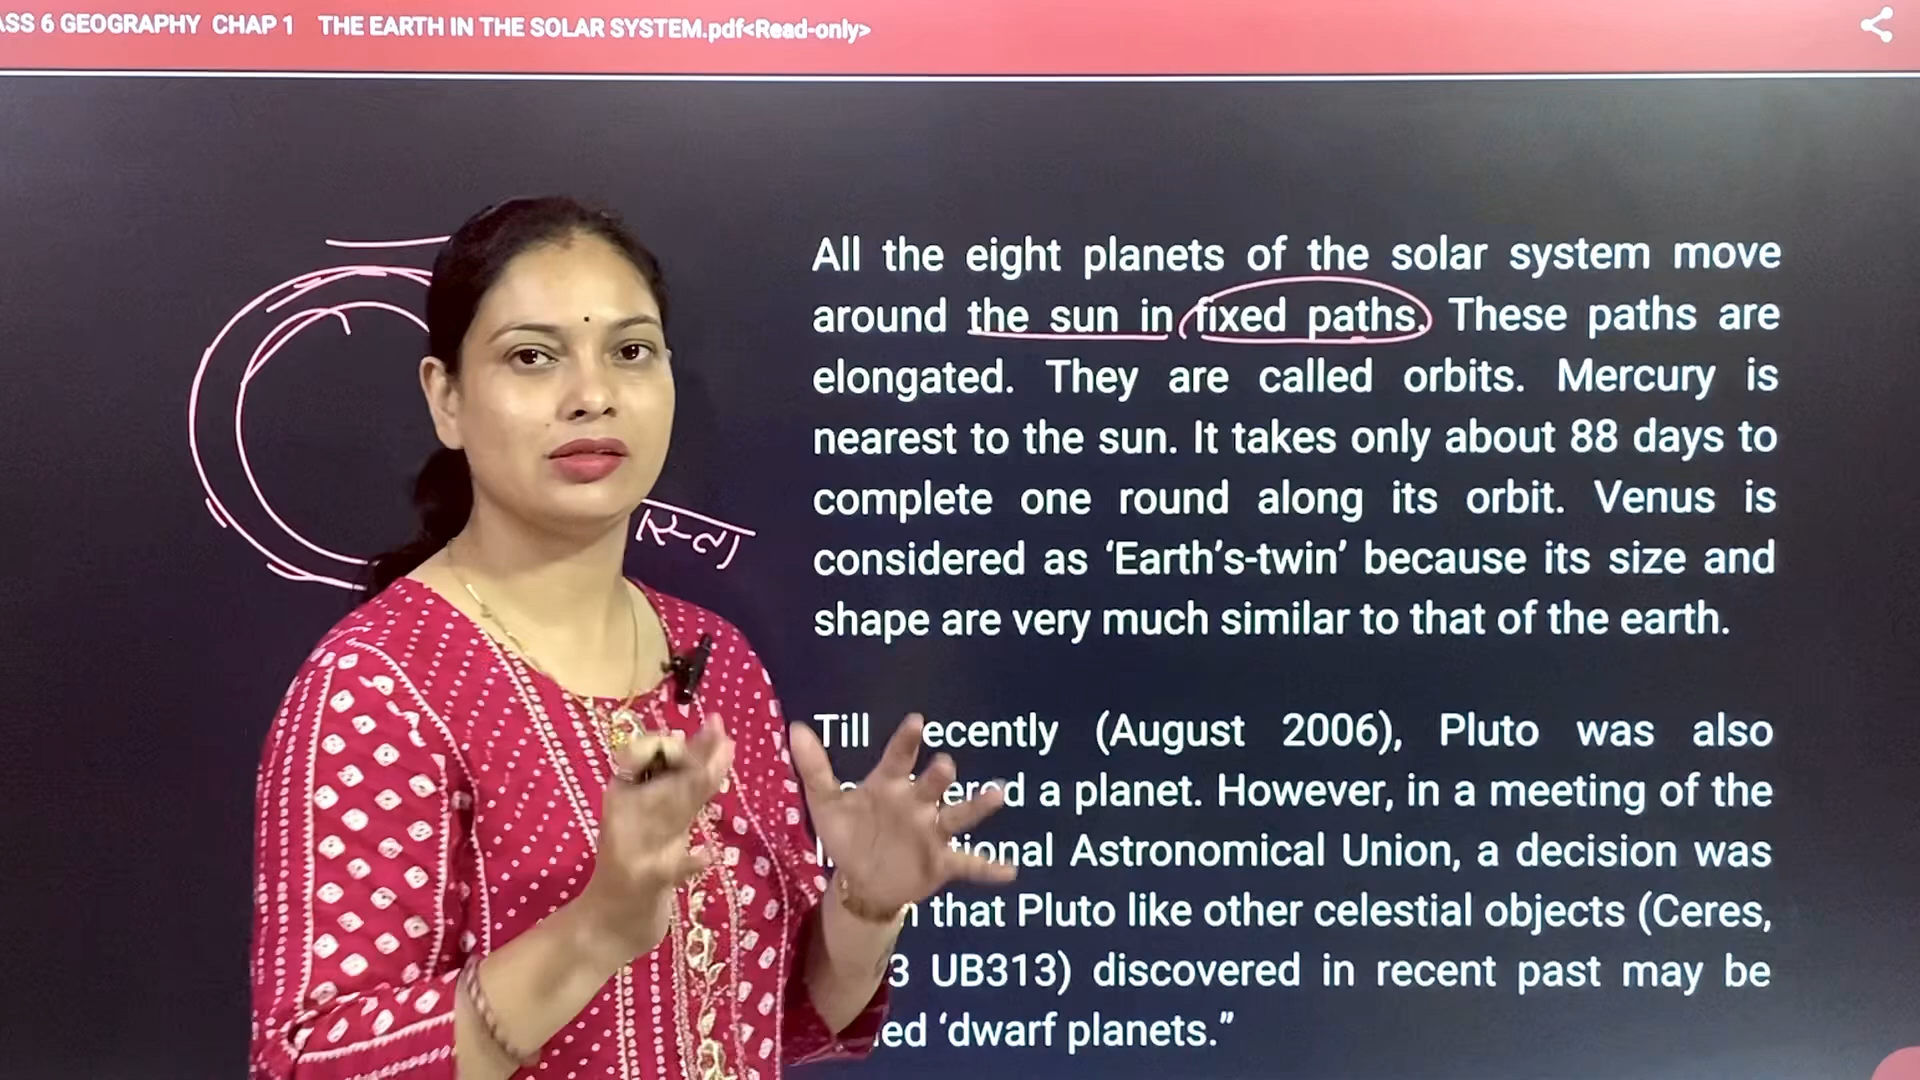 ASS 6 GEOGRAPHY CHAP 1 THE EARTH IN THE SOLAR SYSTEM.pdf<Read-only>
All the eight planets of the solar system move
around the sun in fixed paths. These paths are
elongated. They are called orbits. Mercury is
nearest to the sun. It takes only about 88 days to
complete one round along its orbit. Venus is
considered as ‘Earth’s-twin’ because its size and
shape are very much similar to that of the earth.
Till ecently (August 2006), Pluto was also
ered a planet. However, in a meeting of the
tional Astronomical Union, a decision was
that Pluto like other celestial objects (Ceres,
3 UB313) discovered in recent past may be
ed ‘dwarf planets.”